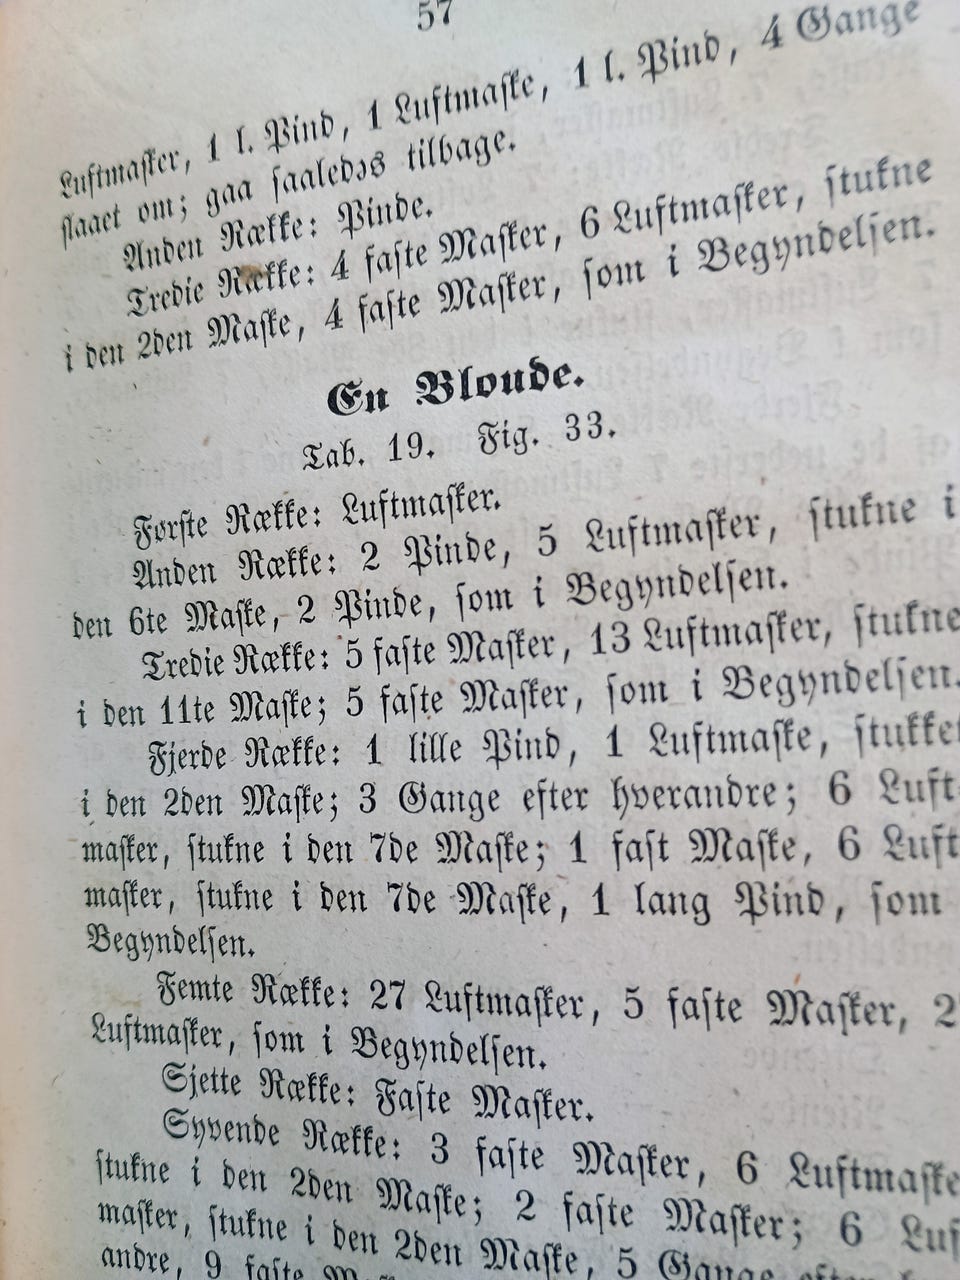 57
Luftmasker, 1 l. Pind, 1 Luftmaske, 1 l. Pind, 4 Gange
slaaet om; gaa saaledɘs tilbage.
Anden Række: Pinde.
Tredie Række: 4 faste Masker, 6 Luftmasker, stukne
i den 2den Maske, 4 faste Masker, som i Begyndelsen.
En Blonde.
Tab. 19. Fig. 33.
Første Række: Luftmasker.
Anden Række: 2 Pinde, 5 Luftmasker, stukne i
den 6te Maske, 2 Pinde, som i Begyndelsen.
Tredie Række: 5 faste Masker, 13 Luftmasker, stukne
i den 11te Maske; 5 faste Masker, som i Begyndelsen.
Fjerde Række: 1 lille Pind, 1 Luftmaske, stukket
i den 2den Maske; 3 Gange efter hverandre; 6 Luft-
masker, stukne i den 7de Maske; 1 fast Maske, 6 Luft-
masker, stukne i den 7de Maske, 1 lang Pind, som
Begyndelsen.
Femte Række: 27 Luftmasker, 5 faste Masker, 2
Luftmasker, som i Begyndelsen.
Sjette Række: Faste Masker.
Syvende Række: 3 faste Masker, 6 Luftmaske
stukne i den 2den Maske; 2 faste Masker; 6 Luf
masker, stukne i den 2den Maske, 5 Gange
andre, 9 faste